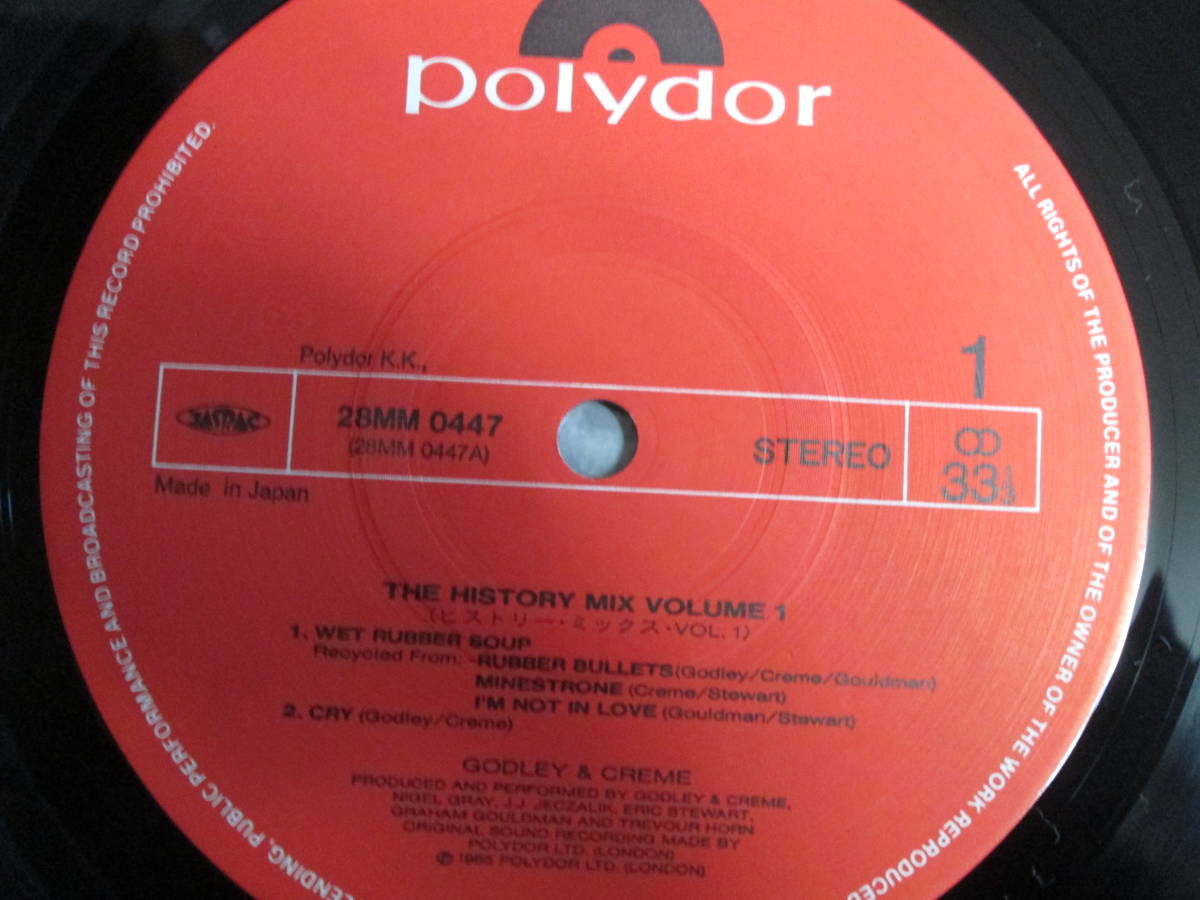 polydor
LENDING, PUBLIC PERFORMANCE AND BROADCASTING OF THIS RECORD PROHIBITED.
ALL RIGHTS OF THE PRODUCER AND OF THE OWNER OF THE WORK REPRODUCED
Polydor K.K.,
1
28MM 0447
(28MM 0447A)
STEREO
33 1/3
Made in Japan
THE HISTORY MIX VOLUME 1
(ヒストリー・ミックス・VOL. 1)
1. WET RUBBER SOUP
Recycled From: -RUBBER BULLETS(Godley/Creme/Gouldman)
MINESTRONE (Creme/Stewart)
I'M NOT IN LOVE (Gouldman/Stewart)
2. CRY (Godley/Creme)
GODLEY & CREME
PRODUCED AND PERFORMED BY GODLEY & CREME,
NIGEL GRAY, J.J. JECZALIK, ERIC STEWART,
GRAHAM GOULDMAN AND TREVOUR HORN
ORIGINAL SOUND RECORDING MADE BY
POLYDOR LTD. (LONDON)
℗ 1985 POLYDOR LTD. (LONDON)